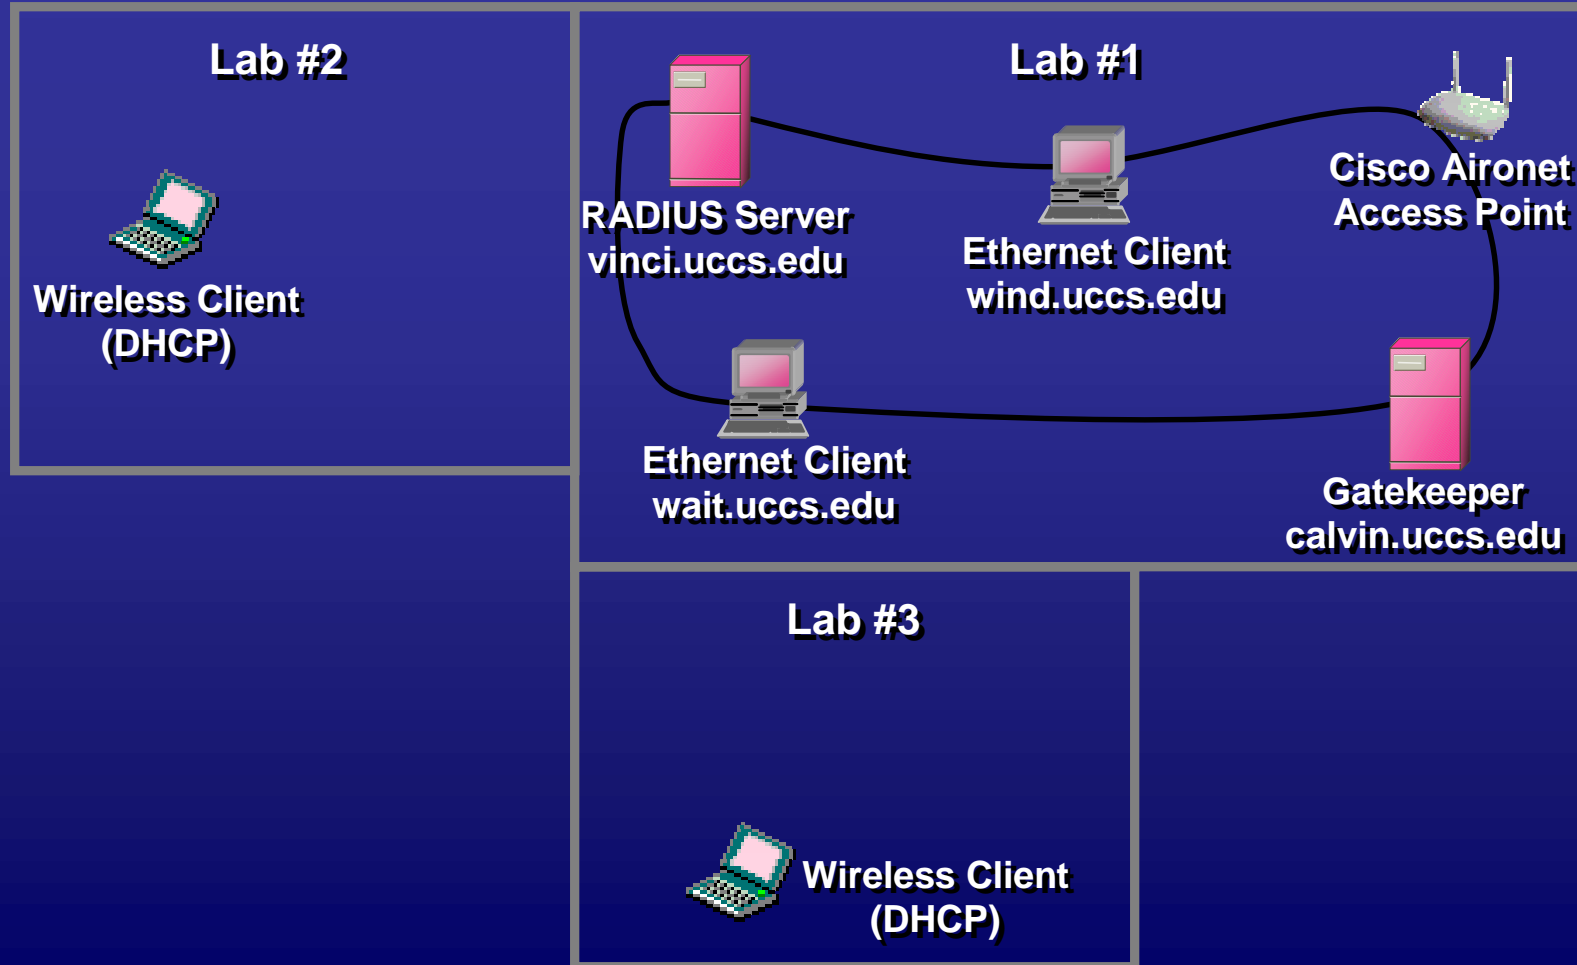 Lab #2
Wireless Client
(DHCP)
Lab #1
RADIUS Server
vinci.uccs.edu
Ethernet Client
wind.uccs.edu
Cisco Aironet
Access Point
Ethernet Client
wait.uccs.edu
Gatekeeper
calvin.uccs.edu
Lab #3
Wireless Client
(DHCP)